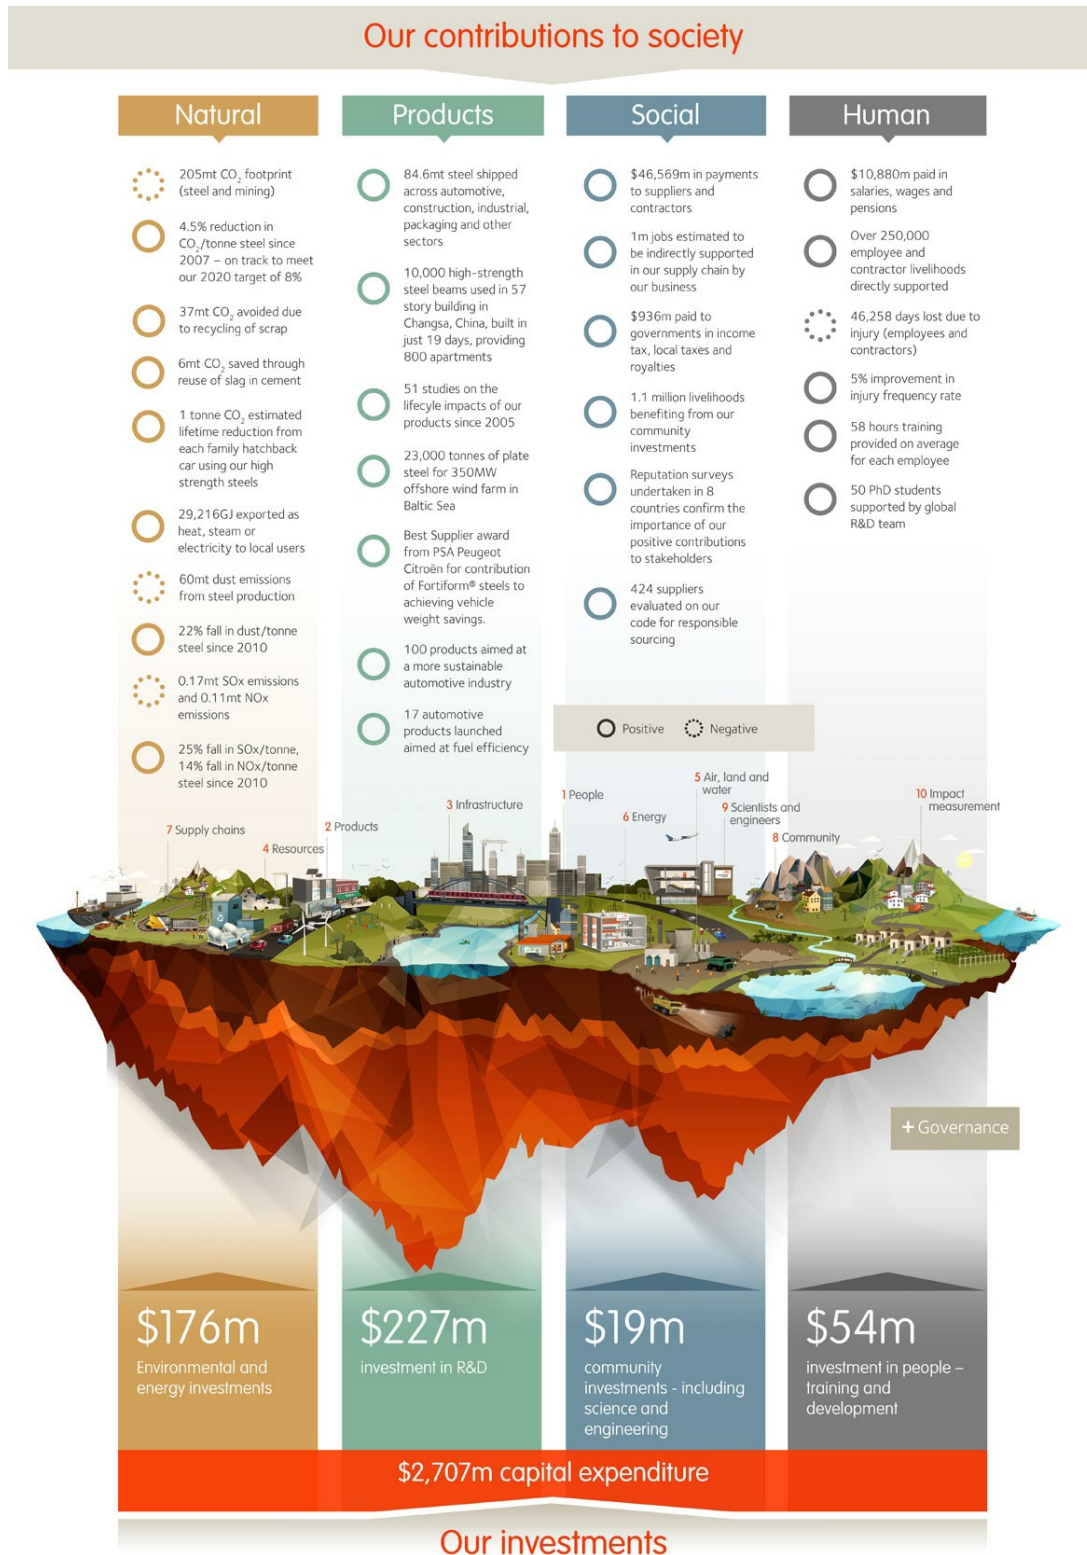 Our contributions to society
Natural
205mt CO₂ footprint
(steel and mining)
4.5% reduction in
CO₂/tonne steel since
2007 – on track to meet
our 2020 target of 8%
37mt CO₂ avoided due
to recycling of scrap
6mt CO₂ saved through
reuse of slag in cement
1 tonne CO₂ estimated
lifetime reduction from
each family hatchback
car using our high
strength steels
29,216GJ exported as
heat, steam or
electricity to local users
60mt dust emissions
from steel production
22% fall in dust/tonne
steel since 2010
0.17mt SOx emissions
and 0.11mt NOx
emissions
25% fall in SOx/tonne,
14% fall in NOx/tonne
steel since 2010
Products
84.6mt steel shipped
across automotive,
construction, industrial,
packaging and other
sectors
10,000 high-strength
steel beams used in 57
story building in
Changsa, China, built in
just 19 days, providing
800 apartments
51 studies on the
lifecyle impacts of our
products since 2005
23,000 tonnes of plate
steel for 350MW
offshore wind farm in
Baltic Sea
Best Supplier award
from PSA Peugeot
Citroën for contribution
of Fortiform® steels to
achieving vehicle
weight savings.
100 products aimed at
a more sustainable
automotive industry
17 automotive
products launched
aimed at fuel efficiency
Social
$46,569m in payments
to suppliers and
contractors
1m jobs estimated to
be indirectly supported
in our supply chain by
our business
$936m paid to
governments in income
tax, local taxes and
royalties
1.1 million livelihoods
benefiting from our
community
investments
Reputation surveys
undertaken in 8
countries confirm the
importance of our
positive contributions
to stakeholders
424 suppliers
evaluated on our
code for responsible
sourcing
Human
$10,880m paid in
salaries, wages and
pensions
Over 250,000
employee and
contractor livelihoods
directly supported
46,258 days lost due to
injury (employees and
contractors)
5% improvement in
injury frequency rate
58 hours training
provided on average
for each employee
50 PhD students
supported by global
R&D team
Positive
Negative
7 Supply chains
4 Resources
2 Products
3 Infrastructure
1 People
6 Energy
5 Air, land and
water
9 Scientists and
engineers
8 Community
10 Impact
measurement
+ Governance
$176m
Environmental and
energy investments
$227m
investment in R&D
$19m
community
investments - including
science and
engineering
$54m
investment in people –
training and
development
$2,707m capital expenditure
Our investments